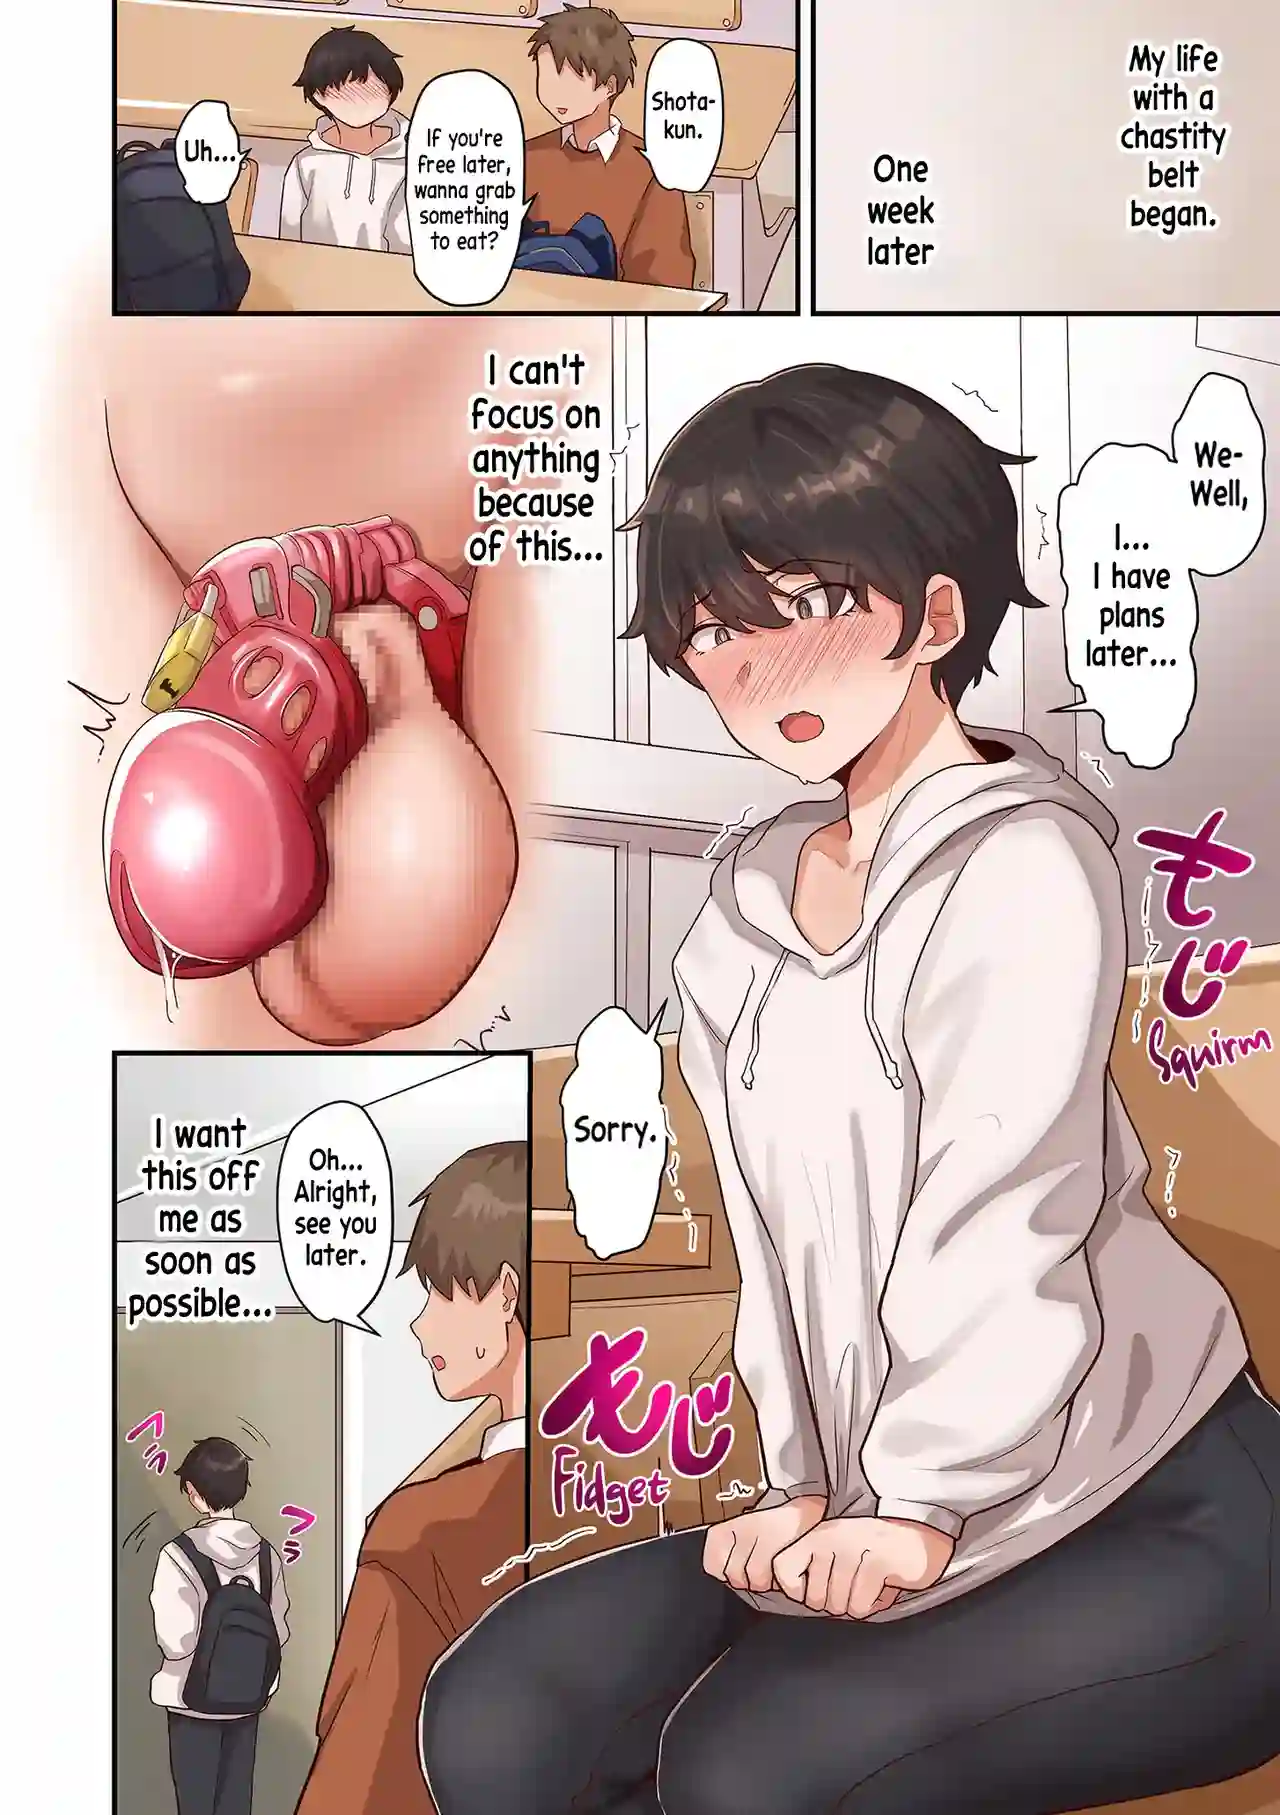 My life
with a
chastity
belt
began.
One
week
later
Shota-
kun.
If you're
free later,
wanna grab
something
to eat?
Uh...
We-
Well,
I...
I have
plans
later...
I can't
focus on
anything
because
of this...
もじ
Squirm
Sorry.
もじ
Fidget
Oh...
Alright,
see you
later.
I want
this off
me as
soon as
possible...